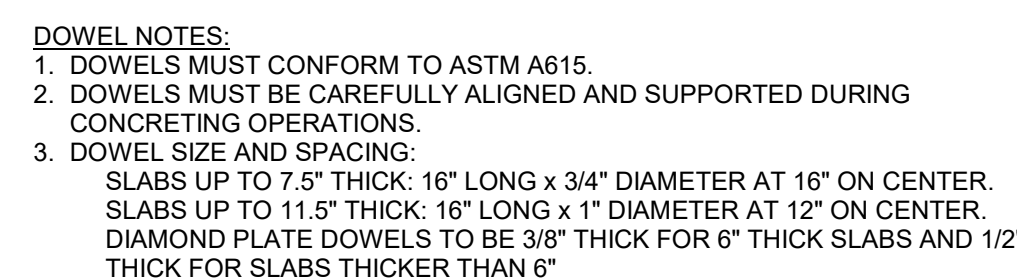 DOWEL NOTES:
1. DOWELS MUST CONFORM TO ASTM A615.
2. DOWELS MUST BE CAREFULLY ALIGNED AND SUPPORTED DURING
CONCRETING OPERATIONS.
3. DOWEL SIZE AND SPACING:
SLABS UP TO 7.5" THICK: 16" LONG x 3/4" DIAMETER AT 16" ON CENTER.
SLABS UP TO 11.5" THICK: 16" LONG x 1" DIAMETER AT 12" ON CENTER.
DIAMOND PLATE DOWELS TO BE 3/8" THICK FOR 6" THICK SLABS AND 1/2"
THICK FOR SLABS THICKER THAN 6"